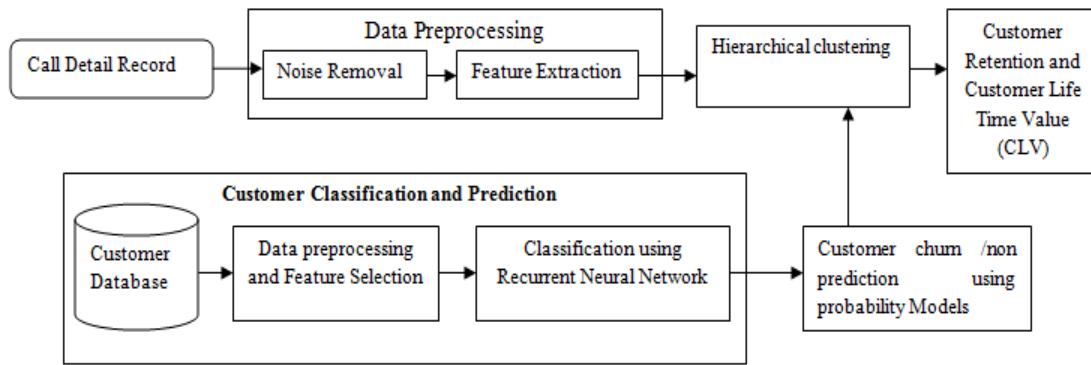 Call Detail Record
Data Preprocessing
Noise Removal
Feature Extraction
Hierarchical clustering
Customer
Retention and
Customer Life
Time Value
(CLV)
Customer Classification and Prediction
Customer
Database
Data preprocessing
and Feature Selection
Classification using
Recurrent Neural Network
Customer churn /non
prediction using
probability Models